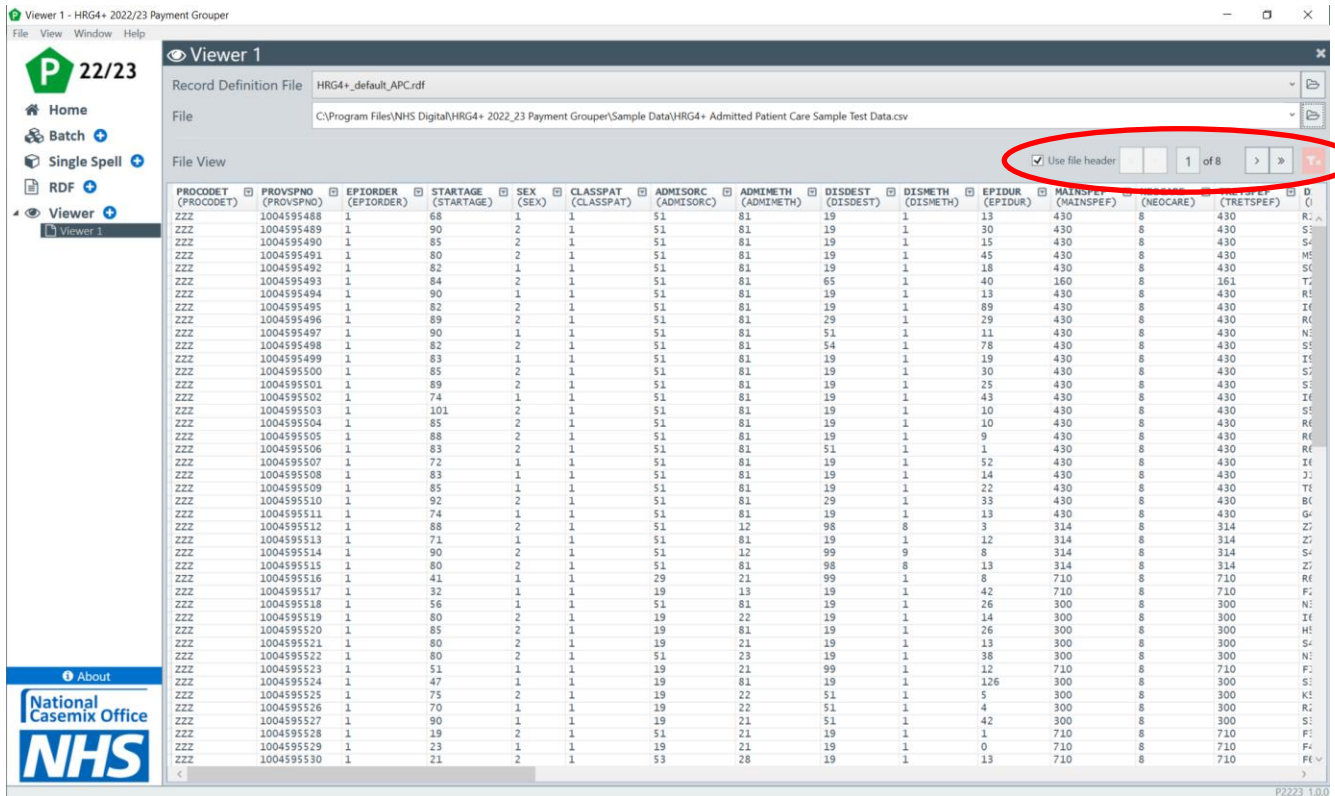 Viewer 1 - HRG4+ 2022/23 Payment Grouper
File View Window Help
P 22/23
Home
Batch
Single Spell
RDF
Viewer
Viewer 1
About
National
Casemix Office
NHS
Viewer 1
Record Definition File HRG4+_default_APC.rdf
File C:\Program Files\NHS Digital\HRG4+ 2022_23 Payment Grouper\Sample Data\HRG4+ Admitted Patient Care Sample Test Data.csv
File View Use file header 1 of 8 > »
PROCODET PROVSPNO EPIORDER STARTAGE SEX CLASSPAT ADMISORC ADMIMETH DISDEST DISMETH EPIDUR MAINSPEF NEOCARE TRETSPEF D
(PROCODET) (PROVSPNO) (EPIORDER) (STARTAGE) (SEX) (CLASSPAT) (ADMISORC) (ADMIMETH) (DISDEST) (DISMETH) (EPIDUR) (MAINSPEF) (NEOCARE) (TRETSPEF)
ZZZ 1004595488 1 68 1 1 51 81 19 1 13 430 8 430
ZZZ 1004595489 1 90 2 1 51 81 19 1 30 430 8 430
ZZZ 1004595490 1 85 2 1 51 81 19 1 15 430 8 430
ZZZ 1004595491 1 80 2 1 51 81 19 1 45 430 8 430
ZZZ 1004595492 1 82 1 1 51 81 19 1 18 430 8 430
ZZZ 1004595493 1 84 2 1 51 81 65 1 40 160 8 161
ZZZ 1004595494 1 90 1 1 51 81 19 1 13 430 8 430
ZZZ 1004595495 1 82 2 1 51 81 19 1 89 430 8 430
ZZZ 1004595496 1 89 2 1 51 81 29 1 29 430 8 430
ZZZ 1004595497 1 90 1 1 51 81 51 1 11 430 8 430
ZZZ 1004595498 1 82 2 1 51 81 54 1 78 430 8 430
ZZZ 1004595499 1 83 1 1 51 81 19 1 19 430 8 430
ZZZ 1004595500 1 85 2 1 51 81 19 1 30 430 8 430
ZZZ 1004595501 1 89 2 1 51 81 19 1 25 430 8 430
ZZZ 1004595502 1 74 1 1 51 81 19 1 43 430 8 430
ZZZ 1004595503 1 101 2 1 51 81 19 1 10 430 8 430
ZZZ 1004595504 1 85 2 1 51 81 19 1 10 430 8 430
ZZZ 1004595505 1 88 2 1 51 81 19 1 9 430 8 430
ZZZ 1004595506 1 83 2 1 51 81 51 1 1 430 8 430
ZZZ 1004595507 1 72 1 1 51 81 19 1 52 430 8 430
ZZZ 1004595508 1 83 1 1 51 81 19 1 14 430 8 430
ZZZ 1004595509 1 85 1 1 51 81 19 1 22 430 8 430
ZZZ 1004595510 1 92 2 1 51 81 29 1 33 430 8 430
ZZZ 1004595511 1 74 1 1 51 81 19 1 13 430 8 430
ZZZ 1004595512 1 88 2 1 51 12 98 8 3 314 8 314
ZZZ 1004595513 1 71 1 1 51 81 19 1 12 314 8 314
ZZZ 1004595514 1 90 2 1 51 12 99 9 8 314 8 314
ZZZ 1004595515 1 80 2 1 51 81 98 8 13 314 8 314
ZZZ 1004595516 1 41 1 1 29 21 99 1 8 710 8 710
ZZZ 1004595517 1 32 1 1 19 13 19 1 42 710 8 710
ZZZ 1004595518 1 56 1 1 51 81 19 1 26 300 8 300
ZZZ 1004595519 1 80 2 1 19 22 19 1 14 300 8 300
ZZZ 1004595520 1 85 2 1 19 81 19 1 26 300 8 300
ZZZ 1004595521 1 80 2 1 19 21 19 1 13 300 8 300
ZZZ 1004595522 1 80 2 1 51 23 19 1 38 300 8 300
ZZZ 1004595523 1 51 1 1 19 21 99 1 12 710 8 710
ZZZ 1004595524 1 47 1 1 19 81 19 1 126 300 8 300
ZZZ 1004595525 1 75 2 1 19 22 51 1 5 300 8 300
ZZZ 1004595526 1 70 1 1 19 22 51 1 4 300 8 300
ZZZ 1004595527 1 90 1 1 19 21 51 1 42 300 8 300
ZZZ 1004595528 1 19 2 1 51 21 19 1 1 710 8 710
ZZZ 1004595529 1 23 1 1 19 21 19 1 0 710 8 710
ZZZ 1004595530 1 21 2 1 53 28 19 1 13 710 8 710
P2223 1.0.0